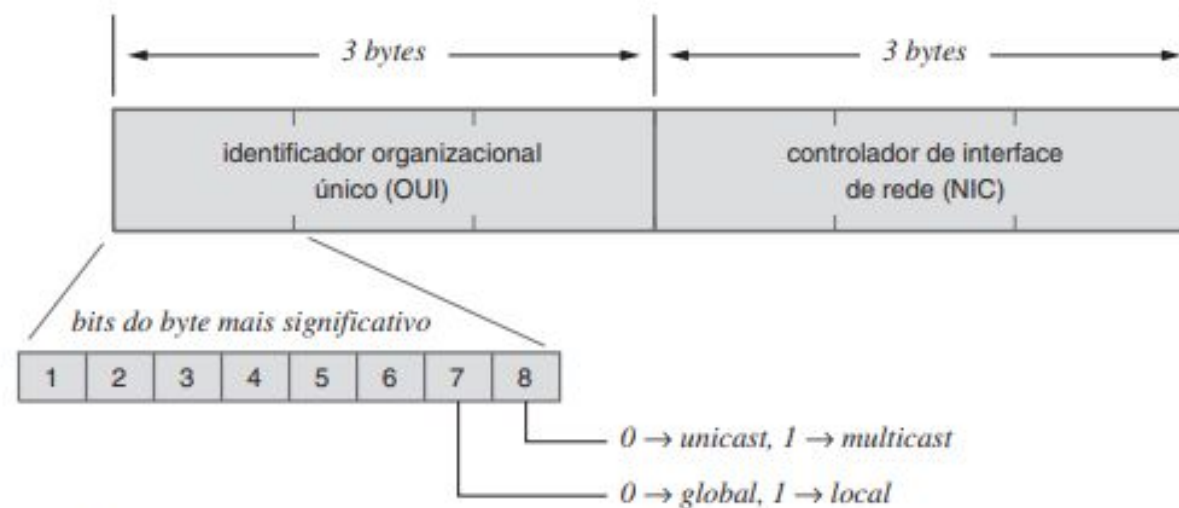 3 bytes
3 bytes
identificador organizacional
único (OUI)
controlador de interface
de rede (NIC)
bits do byte mais significativo
1 2 3 4 5 6 7 8
0 → unicast, 1 → multicast
0 → global, 1 → local